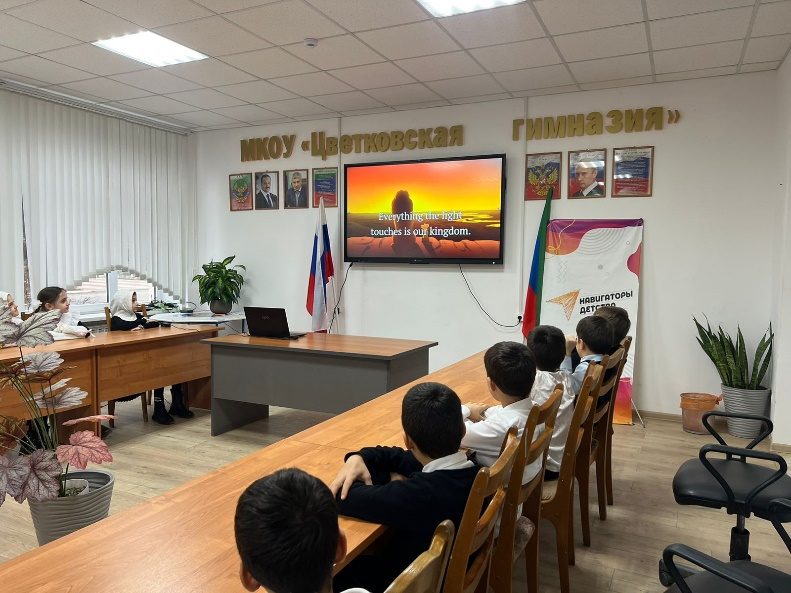 МКОУ «Цветковская гимназия»
Everything the light
touches is our kingdom.
НАВИГАТОРЫ
ДЕТСТВА